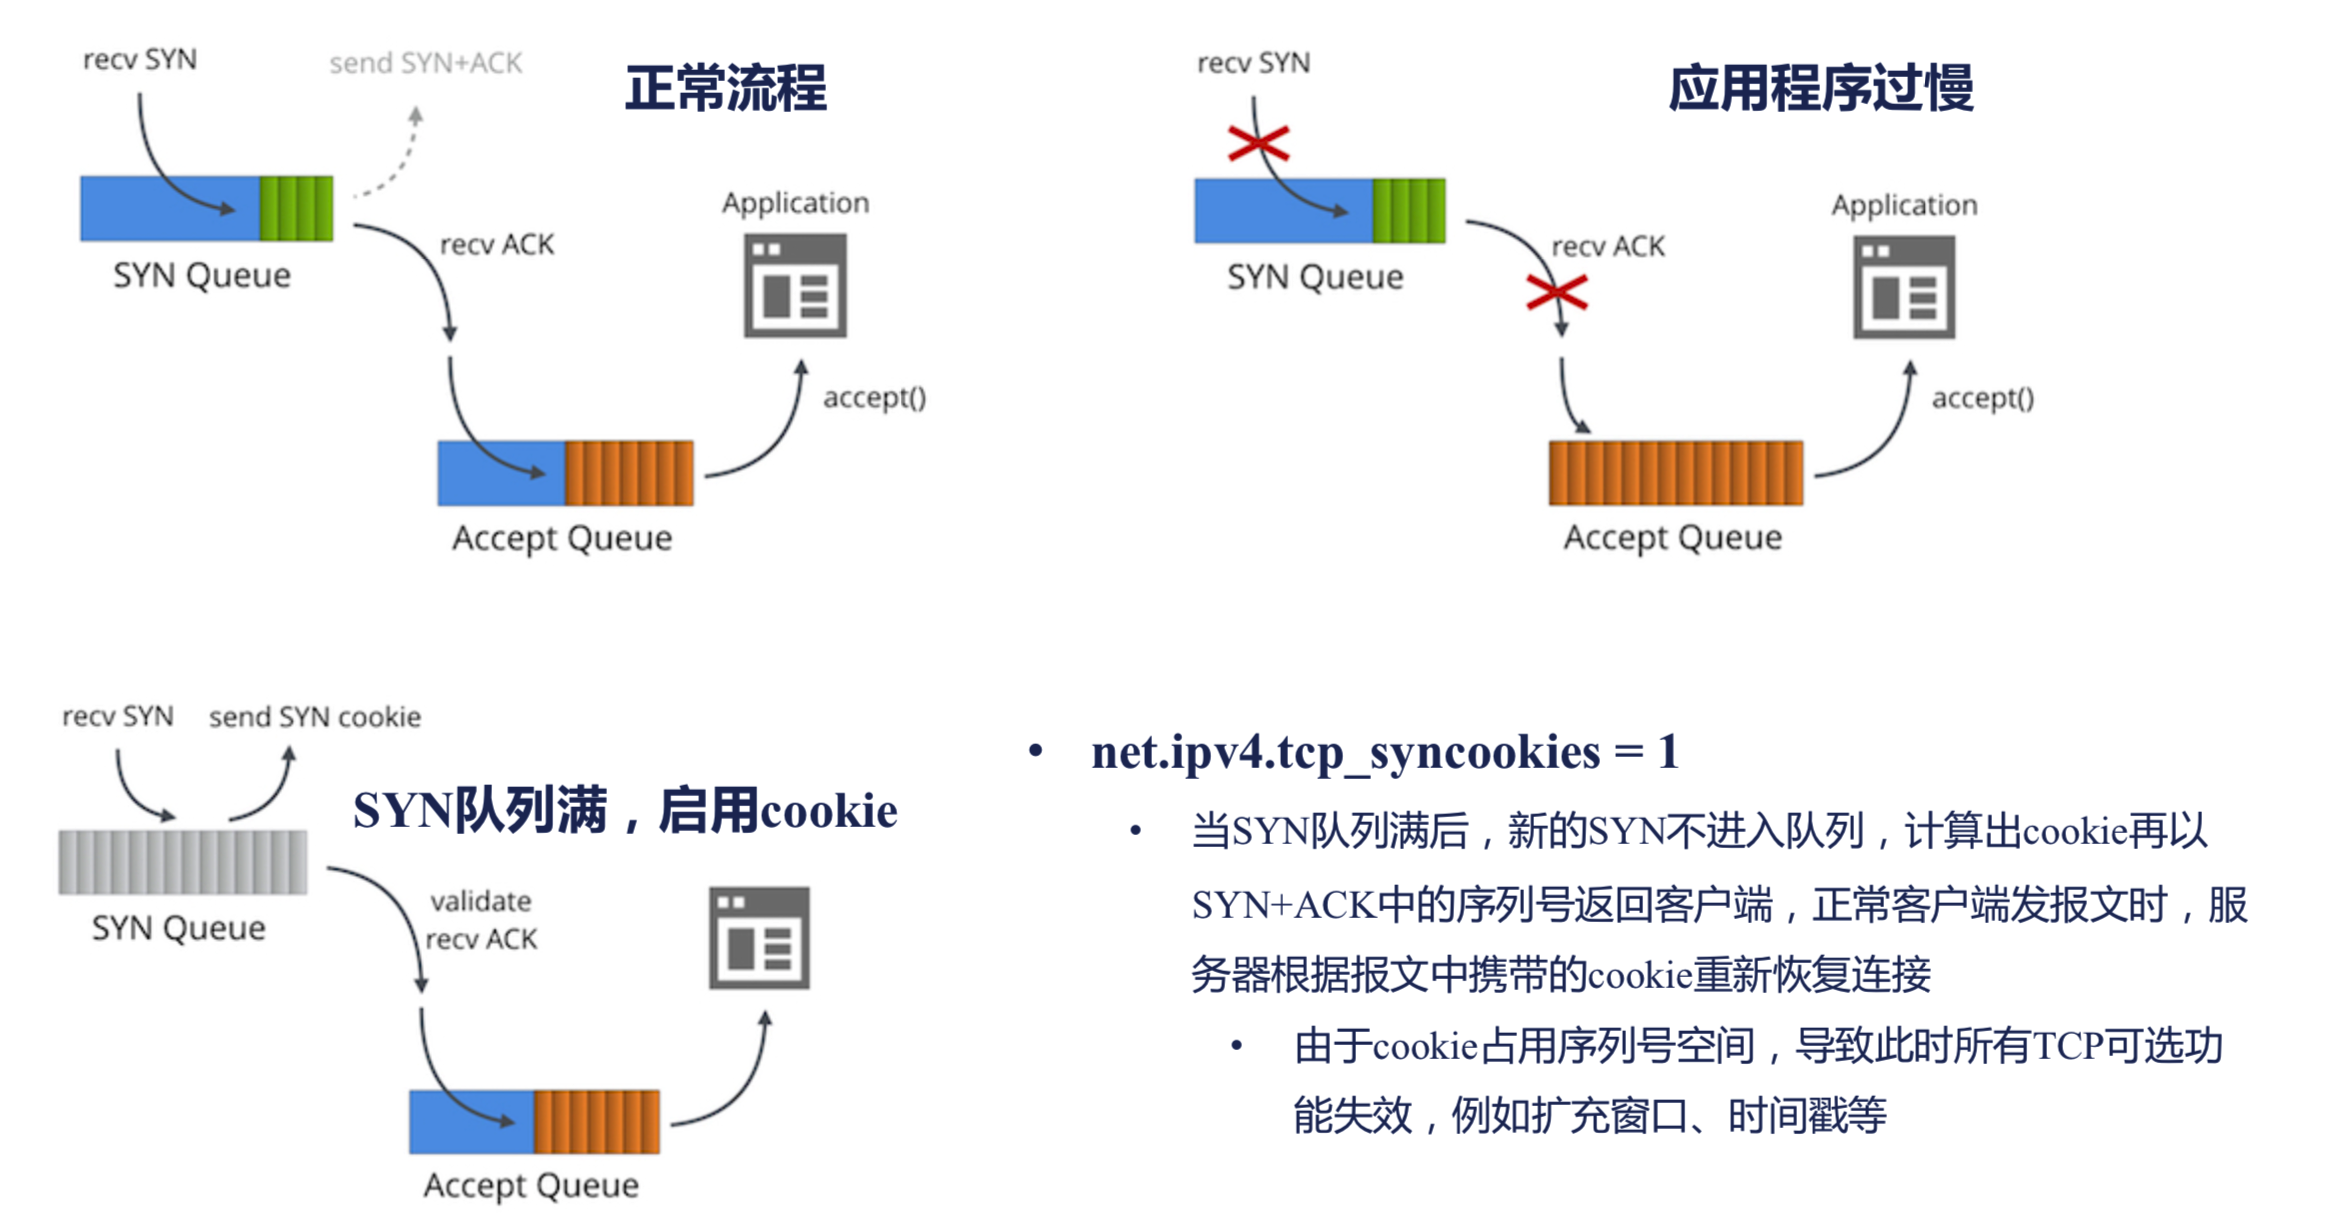 recv SYN
send SYN+ACK
正常流程
SYN Queue
recv ACK
Application
accept()
Accept Queue
recv SYN
应用程序过慢
SYN Queue
recv ACK
Application
accept()
Accept Queue
recv SYN
send SYN cookie
SYN队列满，启用cookie
SYN Queue
validate
recv ACK
Accept Queue
• net.ipv4.tcp_syncookies = 1
• 当SYN队列满后，新的SYN不进入队列，计算出cookie再以
SYN+ACK中的序列号返回客户端，正常客户端发报文时，服
务器根据报文中携带的cookie重新恢复连接
• 由于cookie占用序列号空间，导致此时所有TCP可选功
能失效，例如扩充窗口、时间戳等